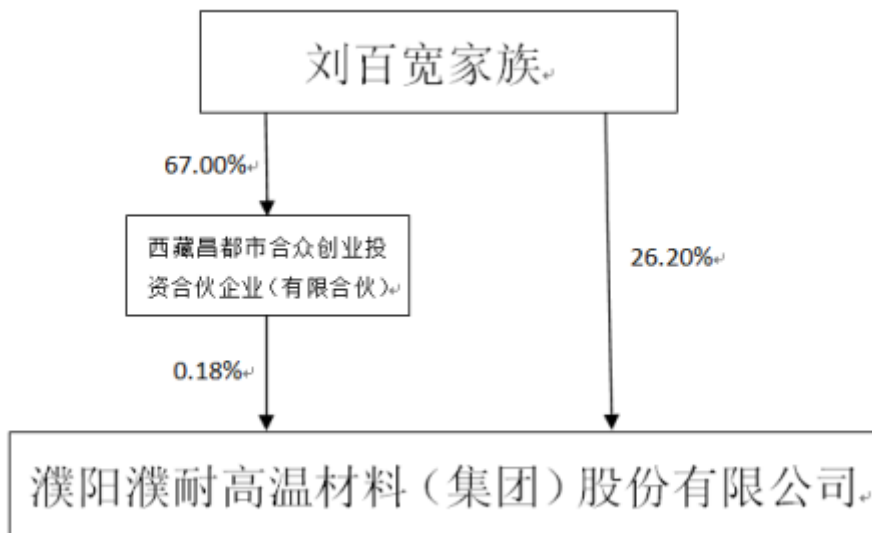 刘百宽家族
67.00%
西藏昌都市合众创业投
资合伙企业（有限合伙）
26.20%
0.18%
濮阳濮耐高温材料（集团）股份有限公司